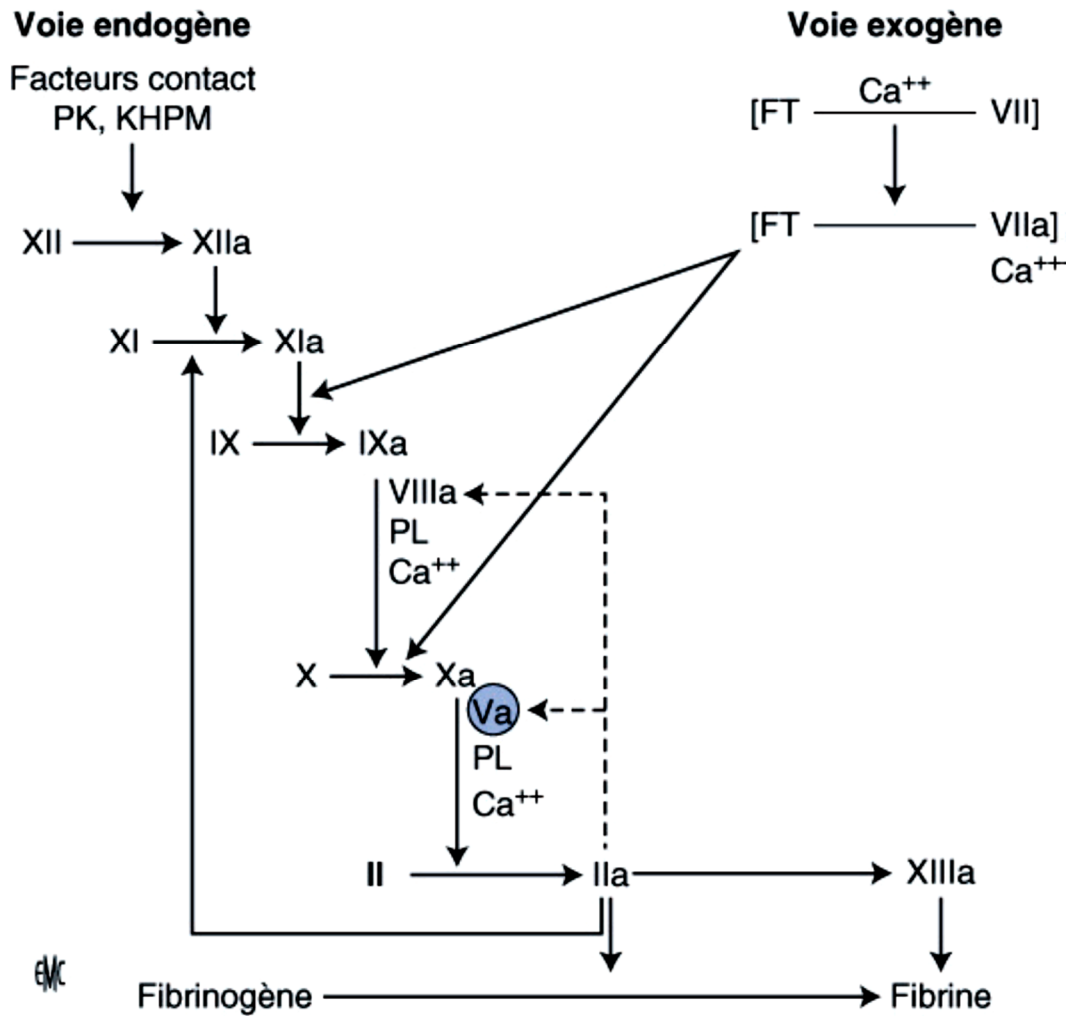 Voie endogène
Voie exogène
Facteurs contact
PK, KHPM
Ca++
[FT
VII]
[FT
VIIa]
Ca++
XII
XIIa
XI
XIa
IX
IXa
VIIIa
PL
Ca++
X
Xa
Va
PL
Ca++
II
IIa
XIIIa
EMC
Fibrinogène
Fibrine